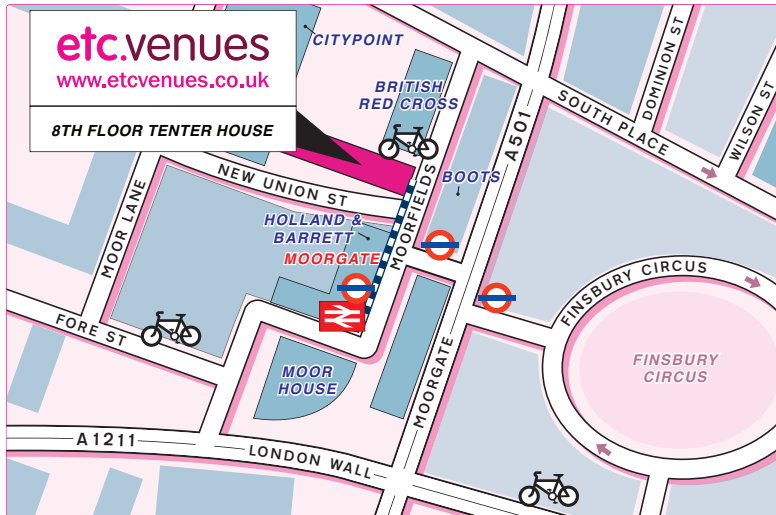 etc.venues
www.etcvenues.co.uk
8TH FLOOR TENTER HOUSE
CITYPOINT
BRITISH
RED CROSS
SOUTH PLACE
DOMINION ST
WILSON ST
A501
BOOTS
MOOR LANE
NEW UNION ST
MOORFIELDS
HOLLAND &
BARRETT
MOORGATE
FINSBURY CIRCUS
FORE ST
MOOR
HOUSE
MOORGATE
FINSBURY
CIRCUS
A1211
LONDON WALL